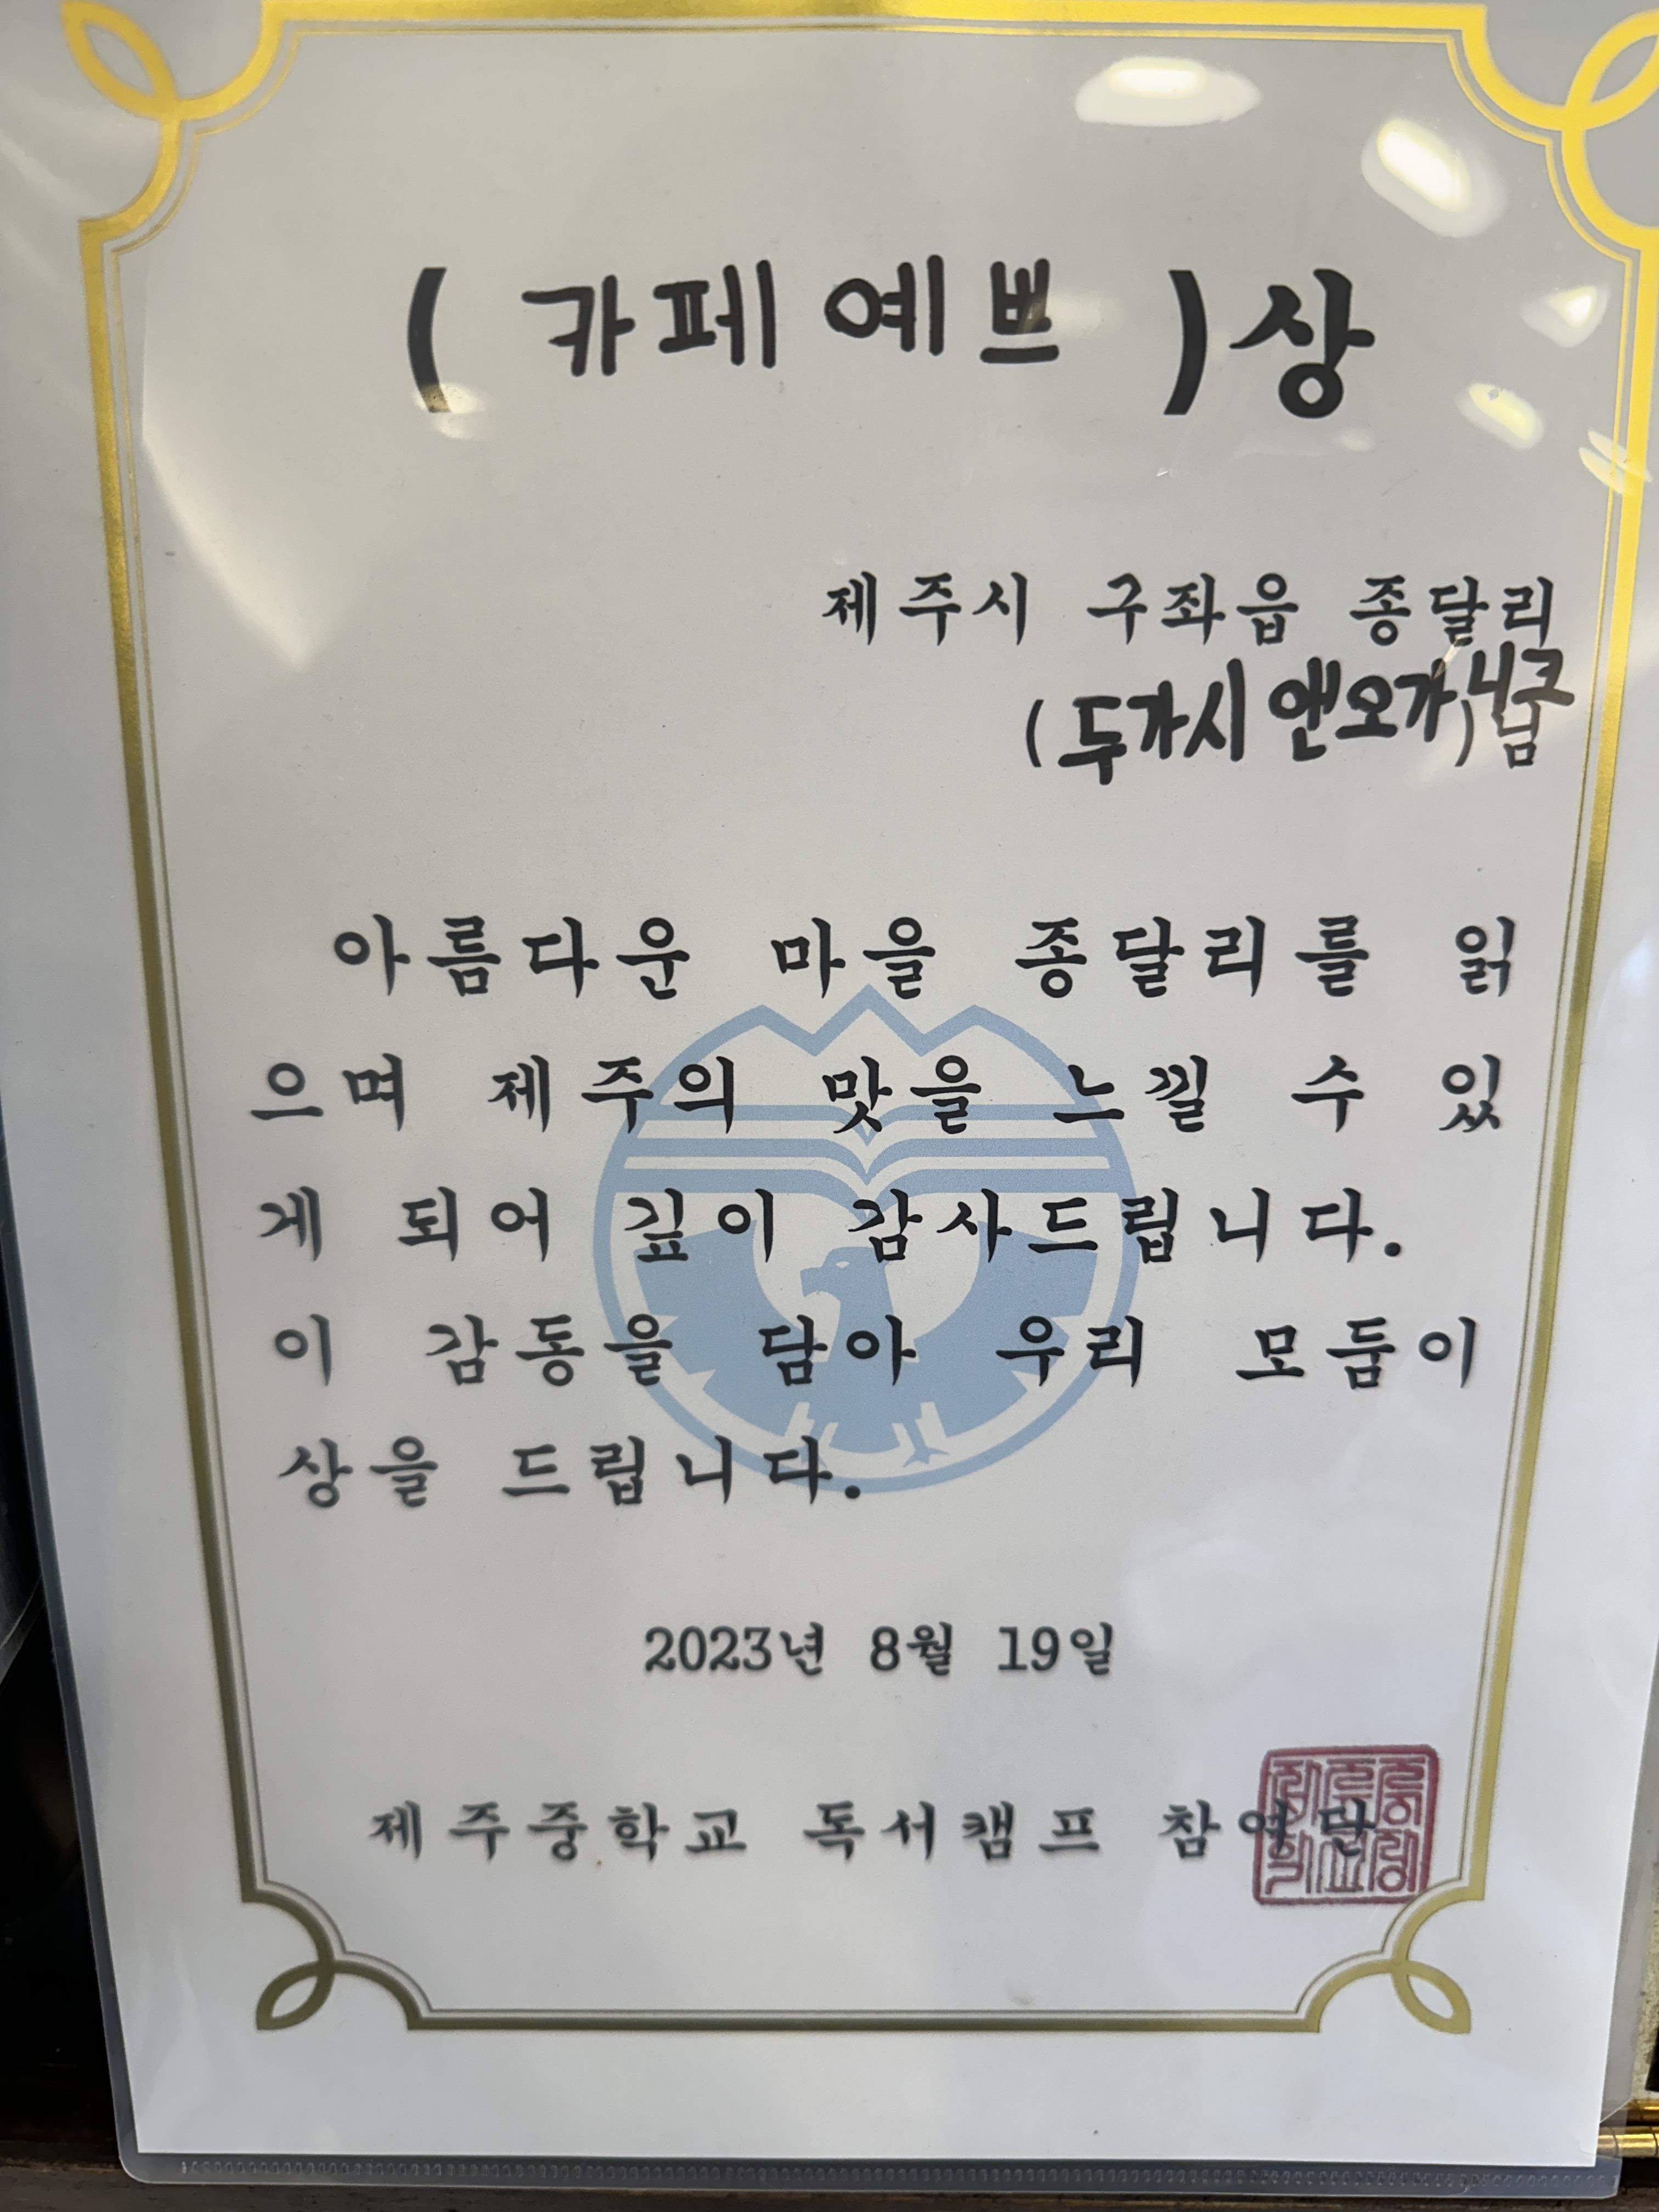 ( 카페 예쁘 )상
제주시 구좌읍 종달리
(두가시 앤 오가니크)님
아름다운 마을 종달리를 읽
으며 제주의 맛을 느낄 수 있
게 되어 깊이 감사드립니다.
이 감동을 담아 우리 모둠이
상을 드립니다.
2023년 8월 19일
제주중학교 독서캠프 참여단